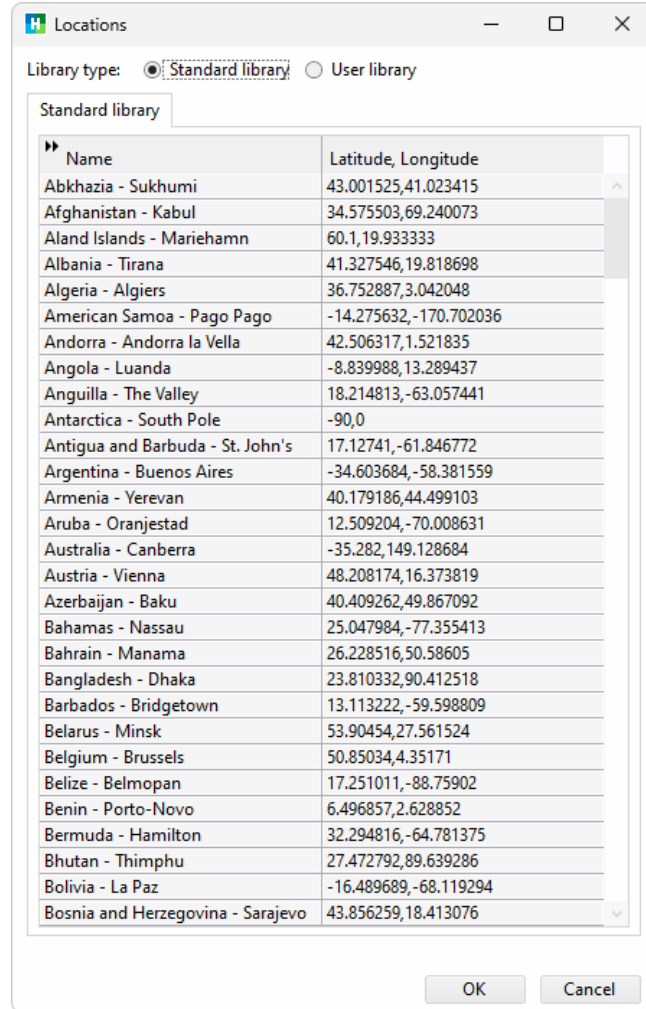 H Locations
Library type: Standard library User library
Standard library
Name Latitude, Longitude
Abkhazia - Sukhumi 43.001525,41.023415
Afghanistan - Kabul 34.575503,69.240073
Aland Islands - Mariehamn 60.1,19.933333
Albania - Tirana 41.327546,19.818698
Algeria - Algiers 36.752887,3.042048
American Samoa - Pago Pago -14.275632,-170.702036
Andorra - Andorra la Vella 42.506317,1.521835
Angola - Luanda -8.839988,13.289437
Anguilla - The Valley 18.214813,-63.057441
Antarctica - South Pole -90,0
Antigua and Barbuda - St. John's 17.12741,-61.846772
Argentina - Buenos Aires -34.603684,-58.381559
Armenia - Yerevan 40.179186,44.499103
Aruba - Oranjestad 12.509204,-70.008631
Australia - Canberra -35.282,149.128684
Austria - Vienna 48.208174,16.373819
Azerbaijan - Baku 40.409262,49.867092
Bahamas - Nassau 25.047984,-77.355413
Bahrain - Manama 26.228516,50.58605
Bangladesh - Dhaka 23.810332,90.412518
Barbados - Bridgetown 13.113222,-59.598809
Belarus - Minsk 53.90454,27.561524
Belgium - Brussels 50.85034,4.35171
Belize - Belmopan 17.251011,-88.75902
Benin - Porto-Novo 6.496857,2.628852
Bermuda - Hamilton 32.294816,-64.781375
Bhutan - Thimphu 27.472792,89.639286
Bolivia - La Paz -16.489689,-68.119294
Bosnia and Herzegovina - Sarajevo 43.856259,18.413076
OK Cancel